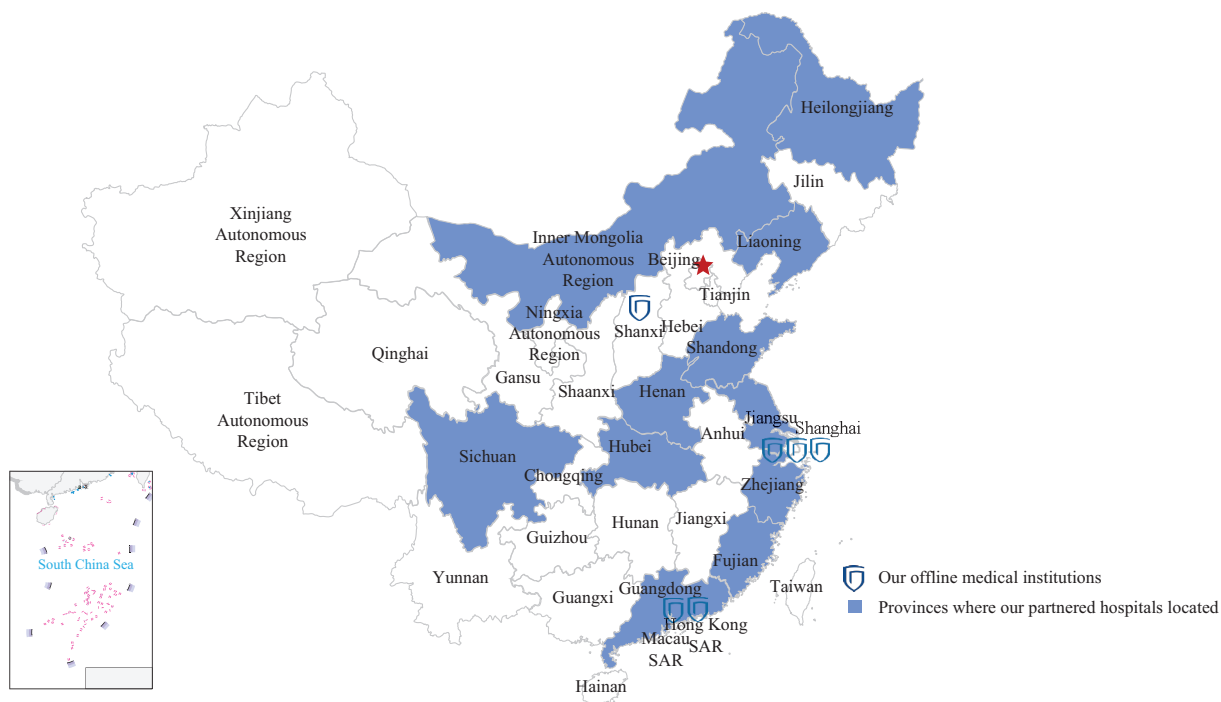 Heilongjiang
Jilin
Xinjiang
Autonomous
Region
Inner Mongolia
Autonomous
Region
Liaoning
Beijing
Tianjin
Ningxia
Autonomous
Region
Shanxi
Hebei
Shandong
Qinghai
Gansu
Shaanxi
Henan
Tibet
Autonomous
Region
Jiangsu
Shanghai
Anhui
Hubei
Sichuan
Chongqing
Zhejiang
Hunan
Jiangxi
Guizhou
Fujian
South China Sea
Yunnan
Guangxi
Guangdong
Taiwan
Hong Kong
SAR
Macau
SAR
Hainan
Our offline medical institutions
Provinces where our partnered hospitals located